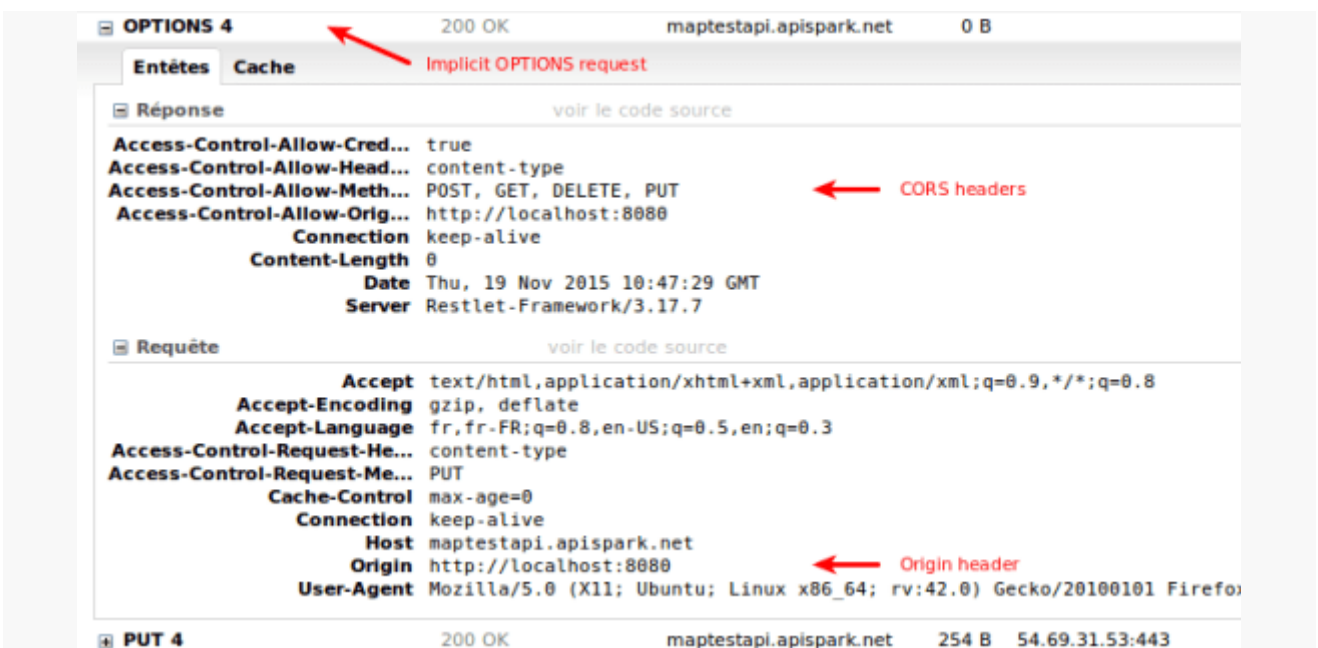 OPTIONS 4 200 OK maptestapi.apispark.net 0 B
Entêtes Cache Implicit OPTIONS request
Réponse voir le code source
Access-Control-Allow-Cred... true
Access-Control-Allow-Head... content-type
Access-Control-Allow-Meth... POST, GET, DELETE, PUT CORS headers
Access-Control-Allow-Orig... http://localhost:8080
Connection keep-alive
Content-Length 0
Date Thu, 19 Nov 2015 10:47:29 GMT
Server Restlet-Framework/3.17.7
Requête voir le code source
Accept text/html,application/xhtml+xml,application/xml;q=0.9,*/*;q=0.8
Accept-Encoding gzip, deflate
Accept-Language fr,fr-FR;q=0.8,en-US;q=0.5,en;q=0.3
Access-Control-Request-He... content-type
Access-Control-Request-Me... PUT
Cache-Control max-age=0
Connection keep-alive
Host maptestapi.apispark.net
Origin http://localhost:8080 Origin header
User-Agent Mozilla/5.0 (X11; Ubuntu; Linux x86_64; rv:42.0) Gecko/20100101 Firefo
PUT 4 200 OK maptestapi.apispark.net 254 B 54.69.31.53:443